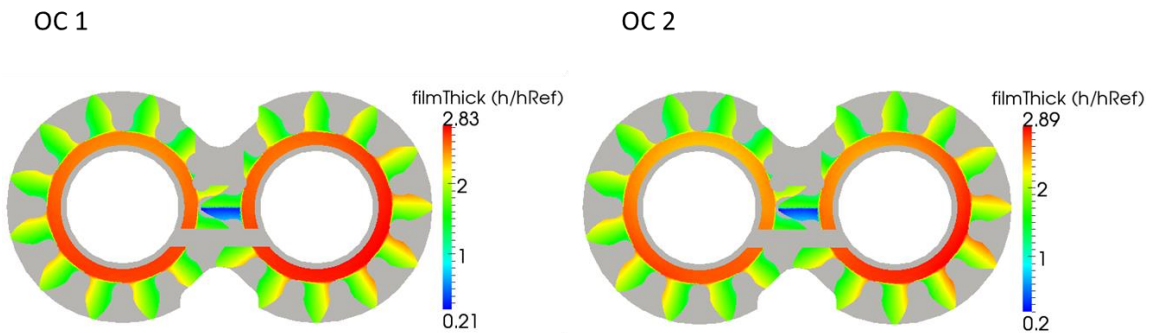 OC 1
OC 2
filmThick (h/hRef)
2.83
2
1
0.21
filmThick (h/hRef)
2.89
2
1
0.2